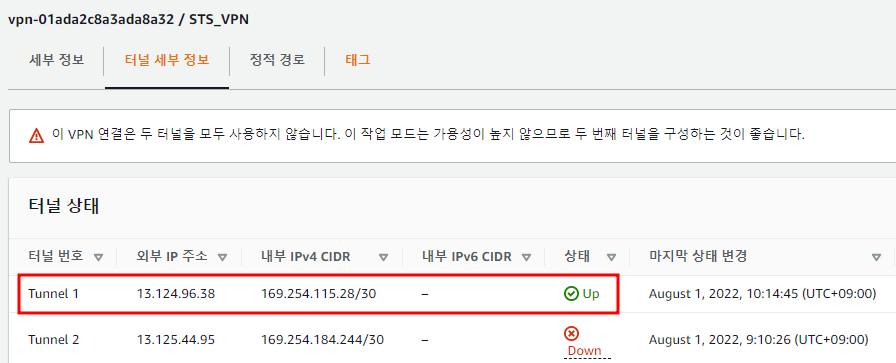 vpn-01ada2c8a3ada8a32 / STS_VPN
세부 정보 터널 세부 정보 정적 경로 태그
이 VPN 연결은 두 터널을 모두 사용하지 않습니다. 이 작업 모드는 가용성이 높지 않으므로 두 번째 터널을 구성하는 것이 좋습니다.
터널 상태
터널 번호 외부 IP 주소 내부 IPv4 CIDR 내부 IPv6 CIDR 상태 마지막 상태 변경
Tunnel 1 13.124.96.38 169.254.115.28/30 – Up August 1, 2022, 10:14:45 (UTC+09:00)
Tunnel 2 13.125.44.95 169.254.184.244/30 – Down August 1, 2022, 9:10:26 (UTC+09:00)